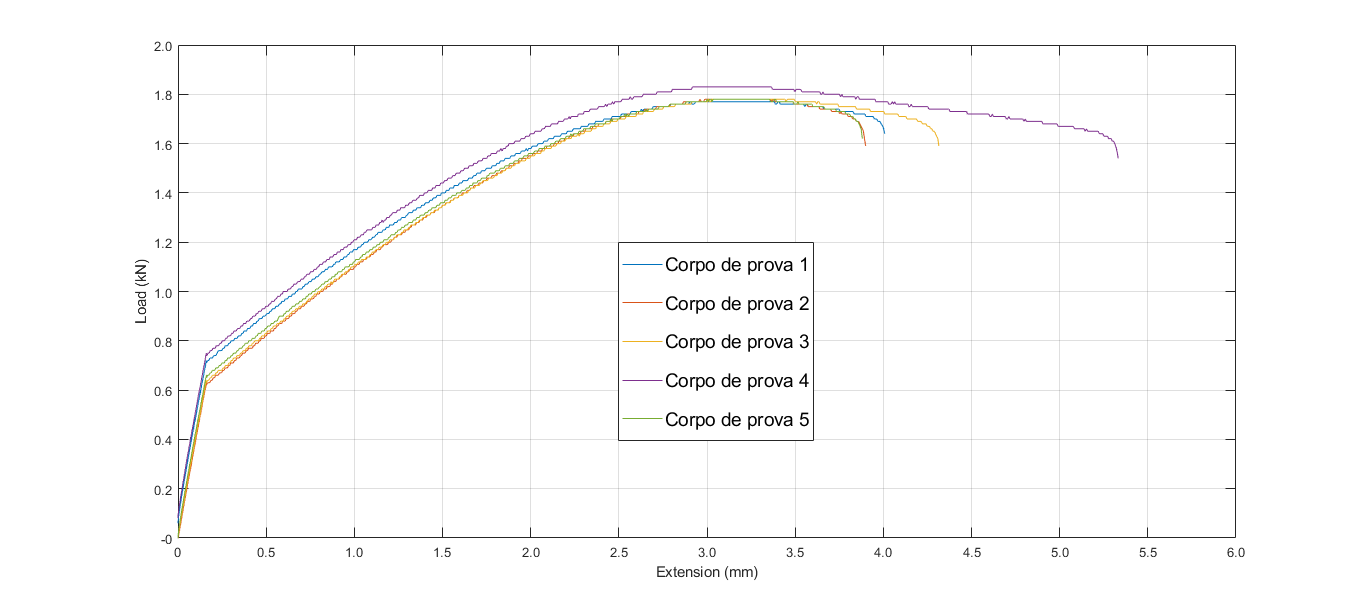 2.0
1.8
1.6
1.4
1.2
1.0
0.8
0.6
0.4
0.2
-0
Load (kN)
Corpo de prova 1
Corpo de prova 2
Corpo de prova 3
Corpo de prova 4
Corpo de prova 5
0 0.5 1.0 1.5 2.0 2.5 3.0 3.5 4.0 4.5 5.0 5.5 6.0
Extension (mm)